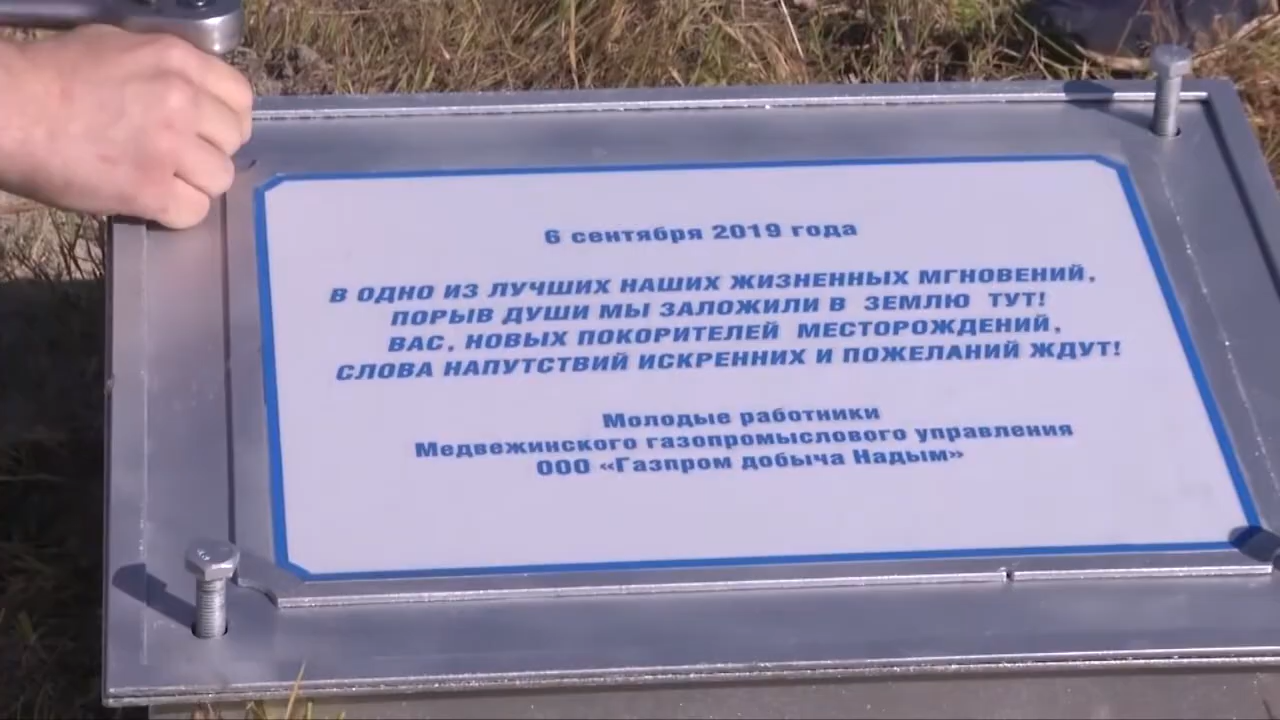 6 сентября 2019 года
В ОДНО ИЗ ЛУЧШИХ НАШИХ ЖИЗНЕННЫХ МГНОВЕНИЙ,
ПОРЫВ ДУШИ МЫ ЗАЛОЖИЛИ В ЗЕМЛЮ ТУТ!
ВАС, НОВЫХ ПОКОРИТЕЛЕЙ МЕСТОРОЖДЕНИЙ,
СЛОВА НАПУТСТВИЙ ИСКРЕННИХ И ПОЖЕЛАНИЙ ЖДУТ!
Молодые работники
Медвежинского газопромыслового управления
ООО «Газпром добыча Надым»